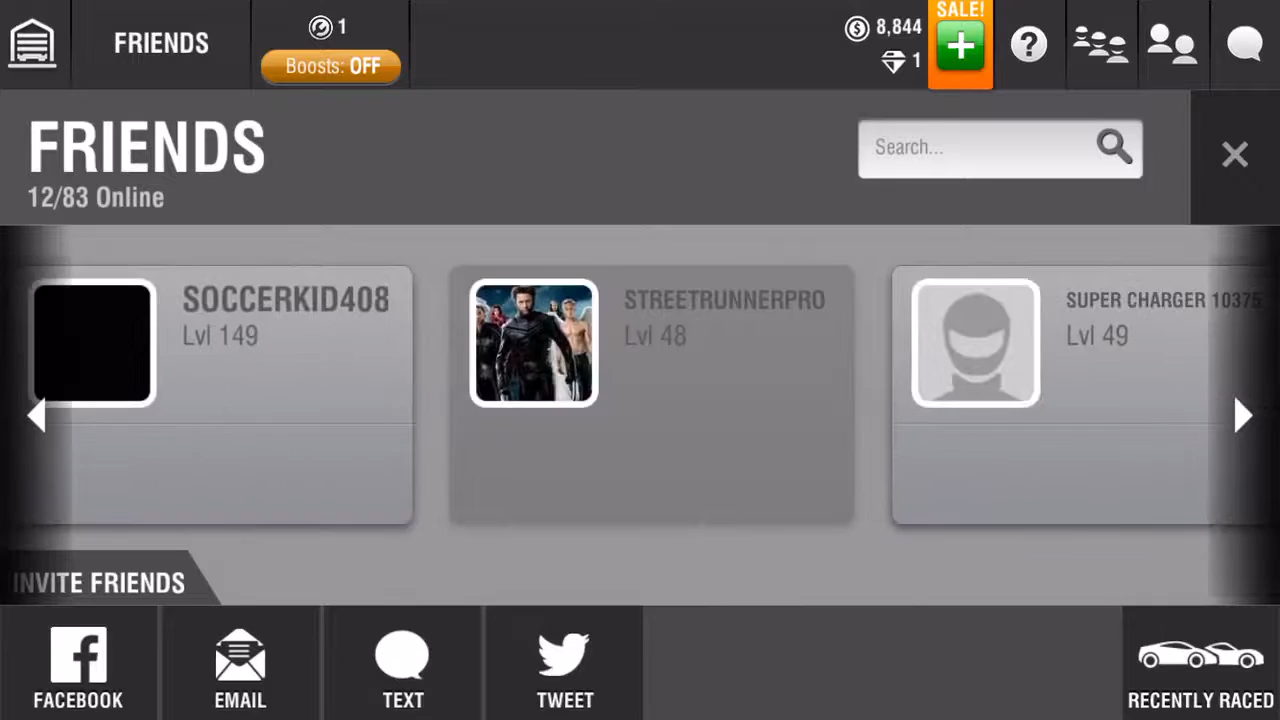 FRIENDS
1
Boosts: OFF
8,844
1
SALE!
FRIENDS
12/83 Online
Search...
SOCCERKID408
Lvl 149
STREETRUNNERPRO
Lvl 48
SUPER CHARGER 10375
Lvl 49
INVITE FRIENDS
FACEBOOK
EMAIL
TEXT
TWEET
RECENTLY RACED